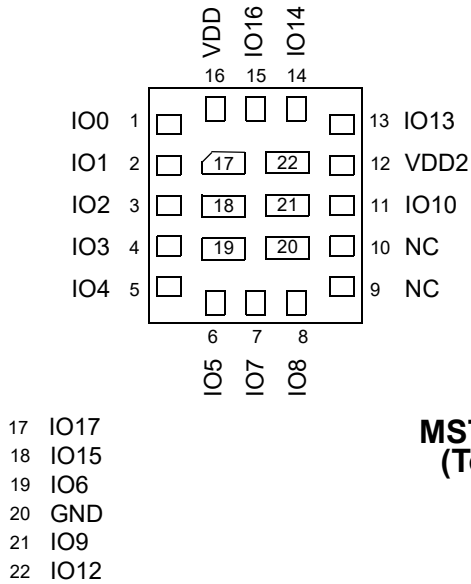 VDD IO16 IO14
16 15 14
IO0 1 13 IO13
IO1 2 17 22 12 VDD2
IO2 3 18 21 11 IO10
IO3 4 19 20 10 NC
IO4 5 9 NC
6 7 8
IO5 IO7 IO8
17 IO17
18 IO15
19 IO6
20 GND
21 IO9
22 IO12